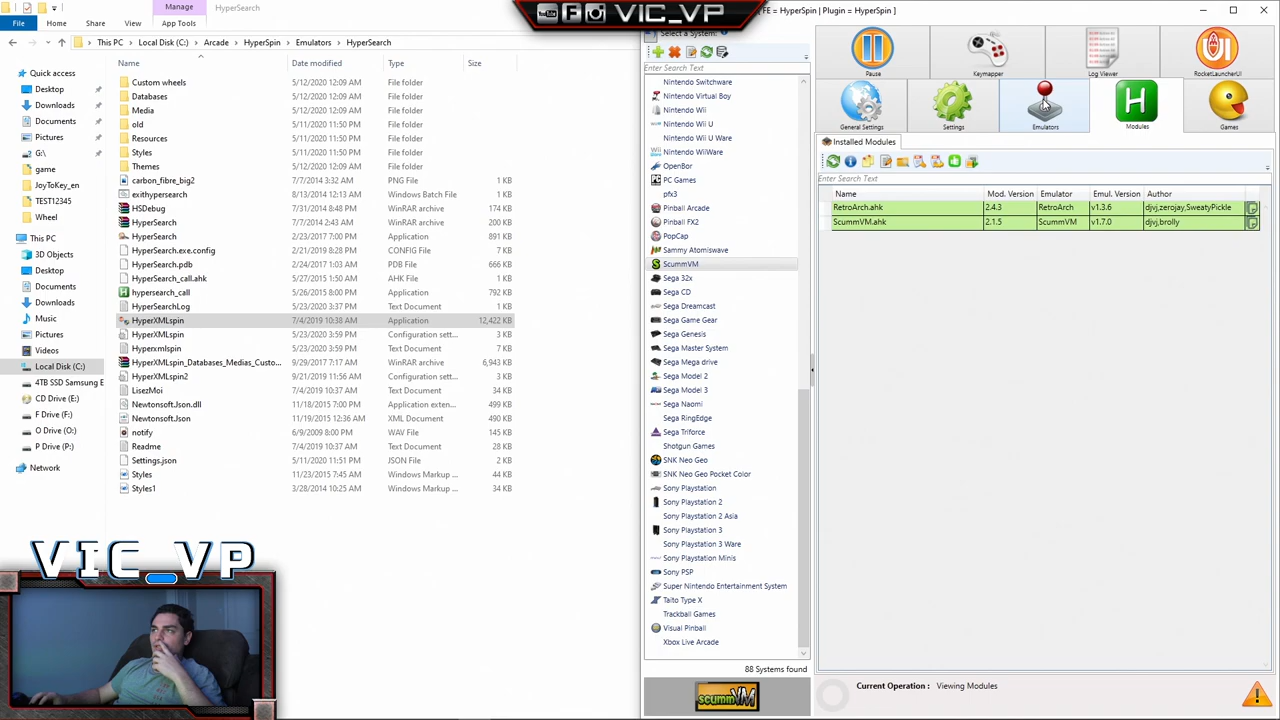 Manage
HyperSearch
File
Home
Share
View
App Tools
This PC
Local Disk (C:)
Arcade
HyperSpin
Emulators
HyperSearch
Name
Date modified
Type
Size
Quick access
Desktop
Downloads
Documents
Pictures
G:\
game
JoyToKey_en
TEST12345
Wheel
This PC
3D Objects
Desktop
Documents
Downloads
Music
Pictures
Videos
Local Disk (C:)
4TB SSD Samsung E
CD Drive (E:)
F Drive (F:)
O Drive (O:)
P Drive (P:)
Network
Custom wheels 5/12/2020 12:09 AM File folder
Databases 5/12/2020 12:09 AM File folder
Media 5/12/2020 12:09 AM File folder
old 5/11/2020 11:50 PM File folder
Resources 5/11/2020 11:50 PM File folder
Styles 5/11/2020 11:50 PM File folder
Themes 5/12/2020 12:09 AM File folder
carbon_fibre_big2 7/7/2014 3:32 AM PNG File 1 KB
exithypersearch 8/13/2014 12:13 AM Windows Batch File 1 KB
HSDebug 7/31/2014 8:48 PM WinRAR archive 174 KB
HyperSearch 7/7/2014 2:43 AM WinRAR archive 200 KB
HyperSearch 2/23/2017 7:00 PM Application 891 KB
HyperSearch.exe.config 2/21/2019 8:28 PM CONFIG File 2 KB
HyperSearch.pdb 2/24/2017 1:03 AM PDB File 666 KB
HyperSearch_call.ahk 5/27/2015 1:50 AM AHK File 1 KB
hypersearch_call 5/26/2015 8:00 PM Application 792 KB
HyperSearchLog 5/23/2020 3:37 PM Text Document 1 KB
HyperXMLspin 7/4/2019 10:38 AM Application 12,422 KB
HyperXMLspin 5/23/2020 3:59 PM Configuration sett... 3 KB
Hyperxmlspin 5/23/2020 3:59 PM Text Document 7 KB
HyperXMLspin_Databases_Medias_Custo... 9/29/2017 7:17 AM WinRAR archive 6,943 KB
HyperXMLspin2 9/21/2019 11:56 AM Configuration sett... 3 KB
LisezMoi 7/4/2019 10:37 AM Text Document 34 KB
Newtonsoft.Json.dll 11/18/2015 7:00 PM Application exten... 499 KB
Newtonsoft.Json 11/19/2015 12:36 AM XML Document 490 KB
notify 6/9/2009 8:00 PM WAV File 145 KB
Readme 7/4/2019 10:37 AM Text Document 28 KB
Settings.json 5/11/2020 11:51 PM JSON File 2 KB
Styles 11/23/2015 7:45 AM Windows Markup ... 44 KB
Styles1 3/28/2014 10:25 AM Windows Markup ... 34 KB
VIC_VP
VIC_VP
[ FE = HyperSpin | Plugin = HyperSpin ]
Select a System:
Enter Search Text
Nintendo Switchware
Nintendo Virtual Boy
Nintendo Wii
Nintendo Wii U
Nintendo Wii U Ware
Nintendo WiiWare
OpenBor
PC Games
pfx3
Pinball Arcade
Pinball FX2
PopCap
Sammy Atomiswave
ScummVM
Sega 32x
Sega CD
Sega Dreamcast
Sega Game Gear
Sega Genesis
Sega Master System
Sega Mega drive
Sega Model 2
Sega Model 3
Sega Naomi
Sega RingEdge
Sega Triforce
Shotgun Games
SNK Neo Geo
SNK Neo Geo Pocket Color
Sony Playstation
Sony Playstation 2
Sony Playstation 2 Asia
Sony Playstation 3
Sony Playstation 3 Ware
Sony Playstation Minis
Sony PSP
Super Nintendo Entertainment System
Taito Type X
Trackball Games
Visual Pinball
Xbox Live Arcade
88 Systems found
scummVM
Pause
Keymapper
Log Viewer
RocketLauncherUI
General Settings
Settings
Emulators
Modules
Games
Installed Modules
Enter Search Text
Name Mod. Version Emulator Emul. Version Author
RetroArch.ahk 2.4.3 RetroArch v1.3.6 djvj,zerojay,SweatyPickle
ScummVM.ahk 2.1.5 ScummVM v1.7.0 djvj,brolly
Current Operation : Viewing Modules